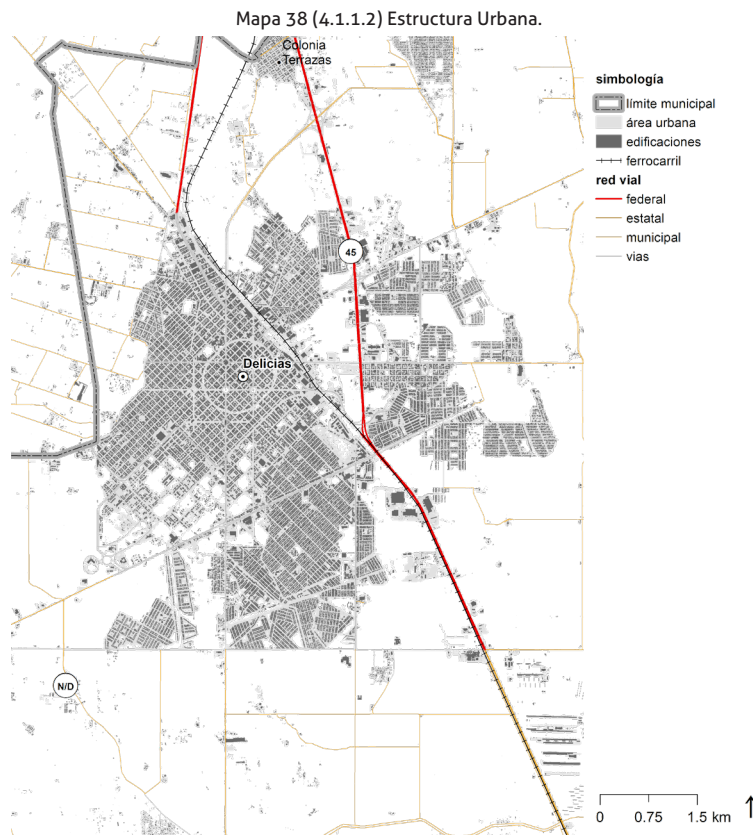 Mapa 38 (4.1.1.2) Estructura Urbana.
Colonia
Terrazas
45
Delicias
N/D
simbología
límite municipal
área urbana
edificaciones
ferrocarril
red vial
federal
estatal
municipal
vias
0 0.75 1.5 km